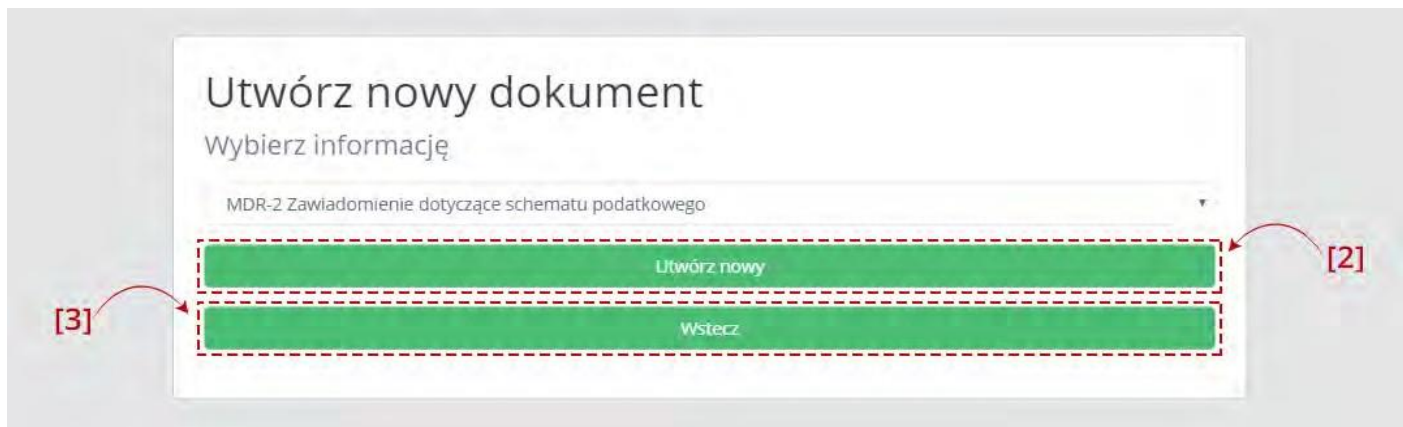 Utwórz nowy dokument
Wybierz informację
MDR-2 Zawiadomienie dotyczące schematu podatkowego
Utwórz nowy
[2]
[3]
Wstecz